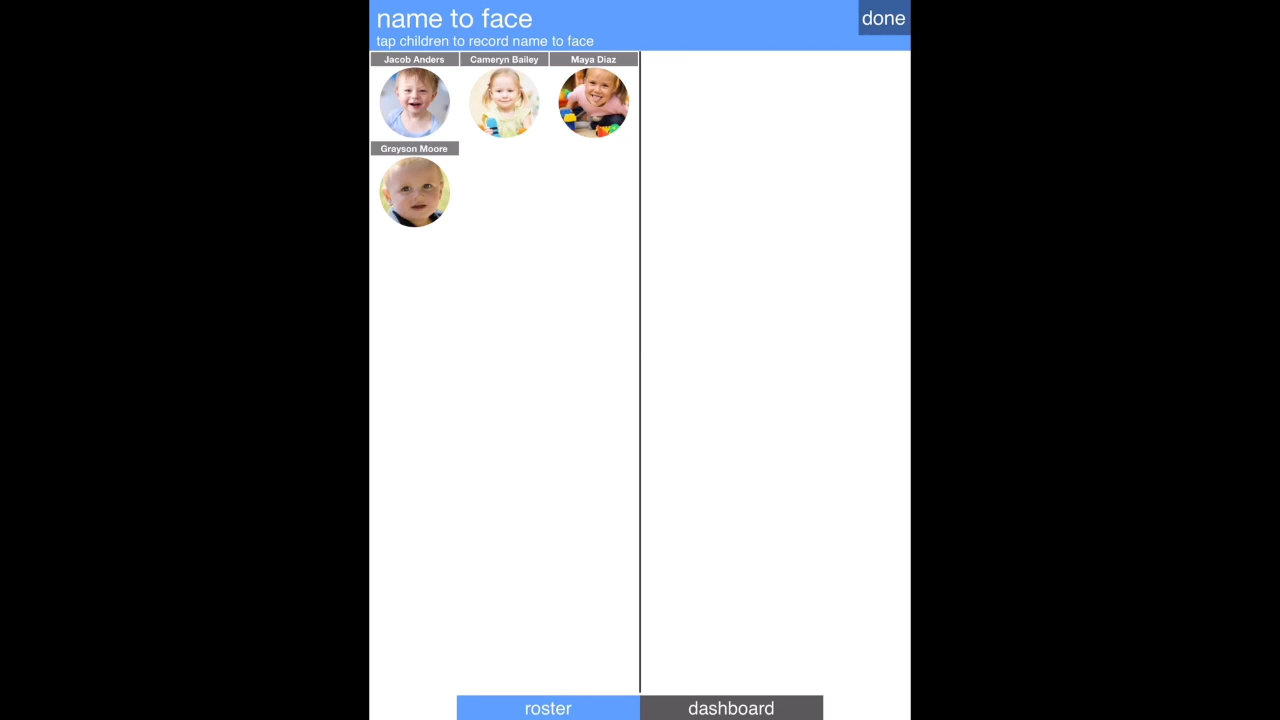 name to face
done
tap children to record name to face
Jacob Anders
Cameryn Bailey
Maya Diaz
Grayson Moore
roster
dashboard